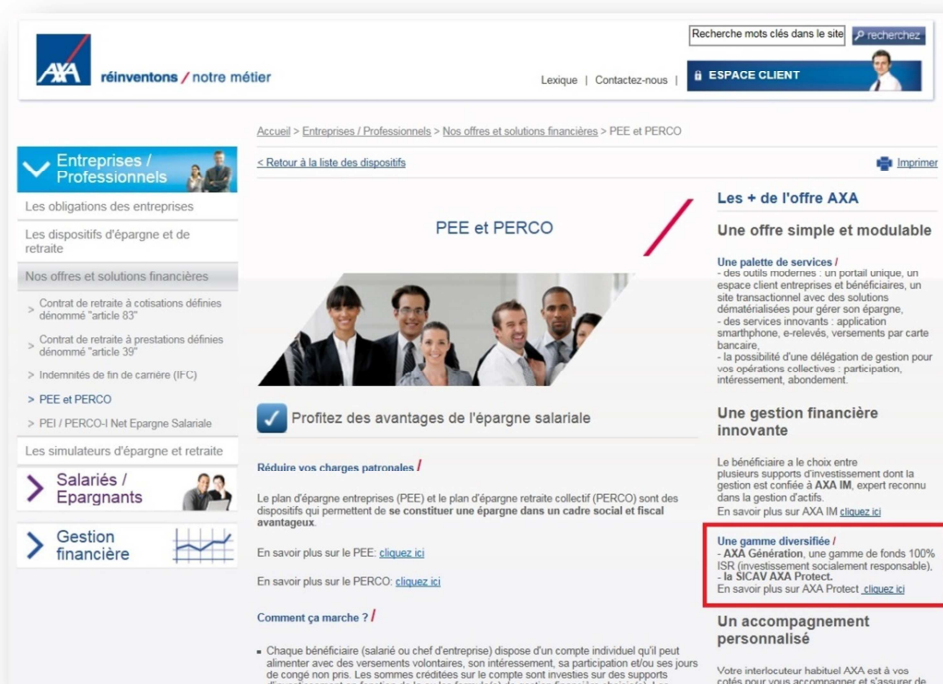 Recherche mots clés dans le site
recherchez
AXA
réinventons / notre métier
Lexique | Contactez-nous |
ESPACE CLIENT
Accueil > Entreprises / Professionnels > Nos offres et solutions financières > PEE et PERCO
< Retour à la liste des dispositifs
Imprimer
Entreprises /
Professionnels
Les obligations des entreprises
Les dispositifs d'épargne et de
retraite
Nos offres et solutions financières
> Contrat de retraite à cotisations définies
dénommé "article 83"
> Contrat de retraite à prestations définies
dénommé "article 39"
> Indemnités de fin de carrière (IFC)
> PEE et PERCO
> PEI / PERCO-I Net Epargne Salariale
Les simulateurs d'épargne et retraite
Salariés /
Epargnants
Gestion
financière
PEE et PERCO
Profitez des avantages de l'épargne salariale
Réduire vos charges patronales /
Le plan d'épargne entreprises (PEE) et le plan d'épargne retraite collectif (PERCO) sont des
dispositifs qui permettent de se constituer une épargne dans un cadre social et fiscal
avantageux.
En savoir plus sur le PEE: cliquez ici
En savoir plus sur le PERCO: cliquez ici
Comment ça marche ? /
Chaque bénéficiaire (salarié ou chef d'entreprise) dispose d'un compte individuel qu'il peut
alimenter avec des versements volontaires, son intéressement, sa participation et/ou ses jours
de congé non pris. Les sommes créditées sur le compte sont investies sur des supports
Les + de l'offre AXA
Une offre simple et modulable
Une palette de services /
- des outils modernes : un portail unique, un
espace client entreprises et bénéficiaires, un
site transactionnel avec des solutions
dématérialisées pour gérer son épargne,
- des services innovants : application
smarthphone, e-relevés, versements par carte
bancaire,
- la possibilité d'une délégation de gestion pour
vos opérations collectives : participation,
intéressement, abondement.
Une gestion financière
innovante
Le bénéficiaire a le choix entre
plusieurs supports d'investissement dont la
gestion est confiée à AXA IM, expert reconnu
dans la gestion d'actifs.
En savoir plus sur AXA IM cliquez ici
Une gamme diversifiée /
- AXA Génération, une gamme de fonds 100%
ISR (investissement socialement responsable),
- la SICAV AXA Protect.
En savoir plus sur AXA Protect cliquez ici
Un accompagnement
personnalisé
Votre interlocuteur habituel AXA est à vos
cotés pour vous accompagner et s'assurer de